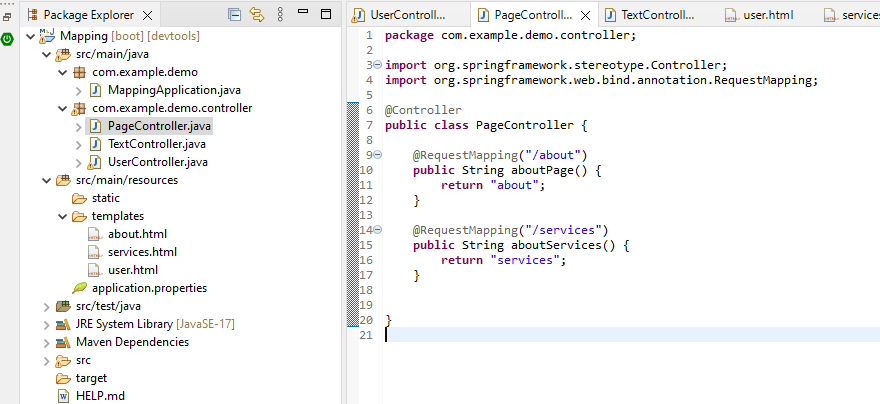 Package Explorer
Mapping [boot] [devtools]
src/main/java
com.example.demo
MappingApplication.java
com.example.demo.controller
PageController.java
TextController.java
UserController.java
src/main/resources
static
templates
about.html
services.html
user.html
application.properties
src/test/java
JRE System Library [JavaSE-17]
Maven Dependencies
src
target
HELP.md
UserControll... PageControll... TextControll... user.html services
1 package com.example.demo.controller;
2
3 import org.springframework.stereotype.Controller;
4 import org.springframework.web.bind.annotation.RequestMapping;
5
6 @Controller
7 public class PageController {
8
9 @RequestMapping("/about")
10 public String aboutPage() {
11 return "about";
12 }
13
14 @RequestMapping("/services")
15 public String aboutServices() {
16 return "services";
17 }
18
19
20 }
21